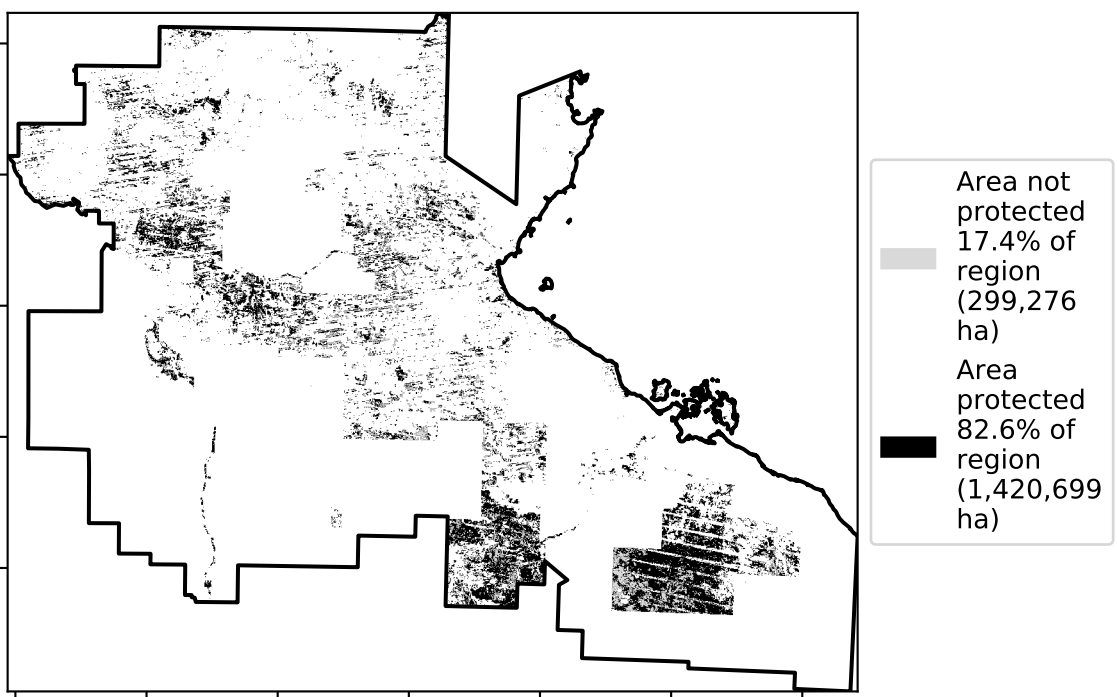 Area not
protected
17.4% of
region
(299,276
ha)
Area
protected
82.6% of
region
(1,420,699
ha)